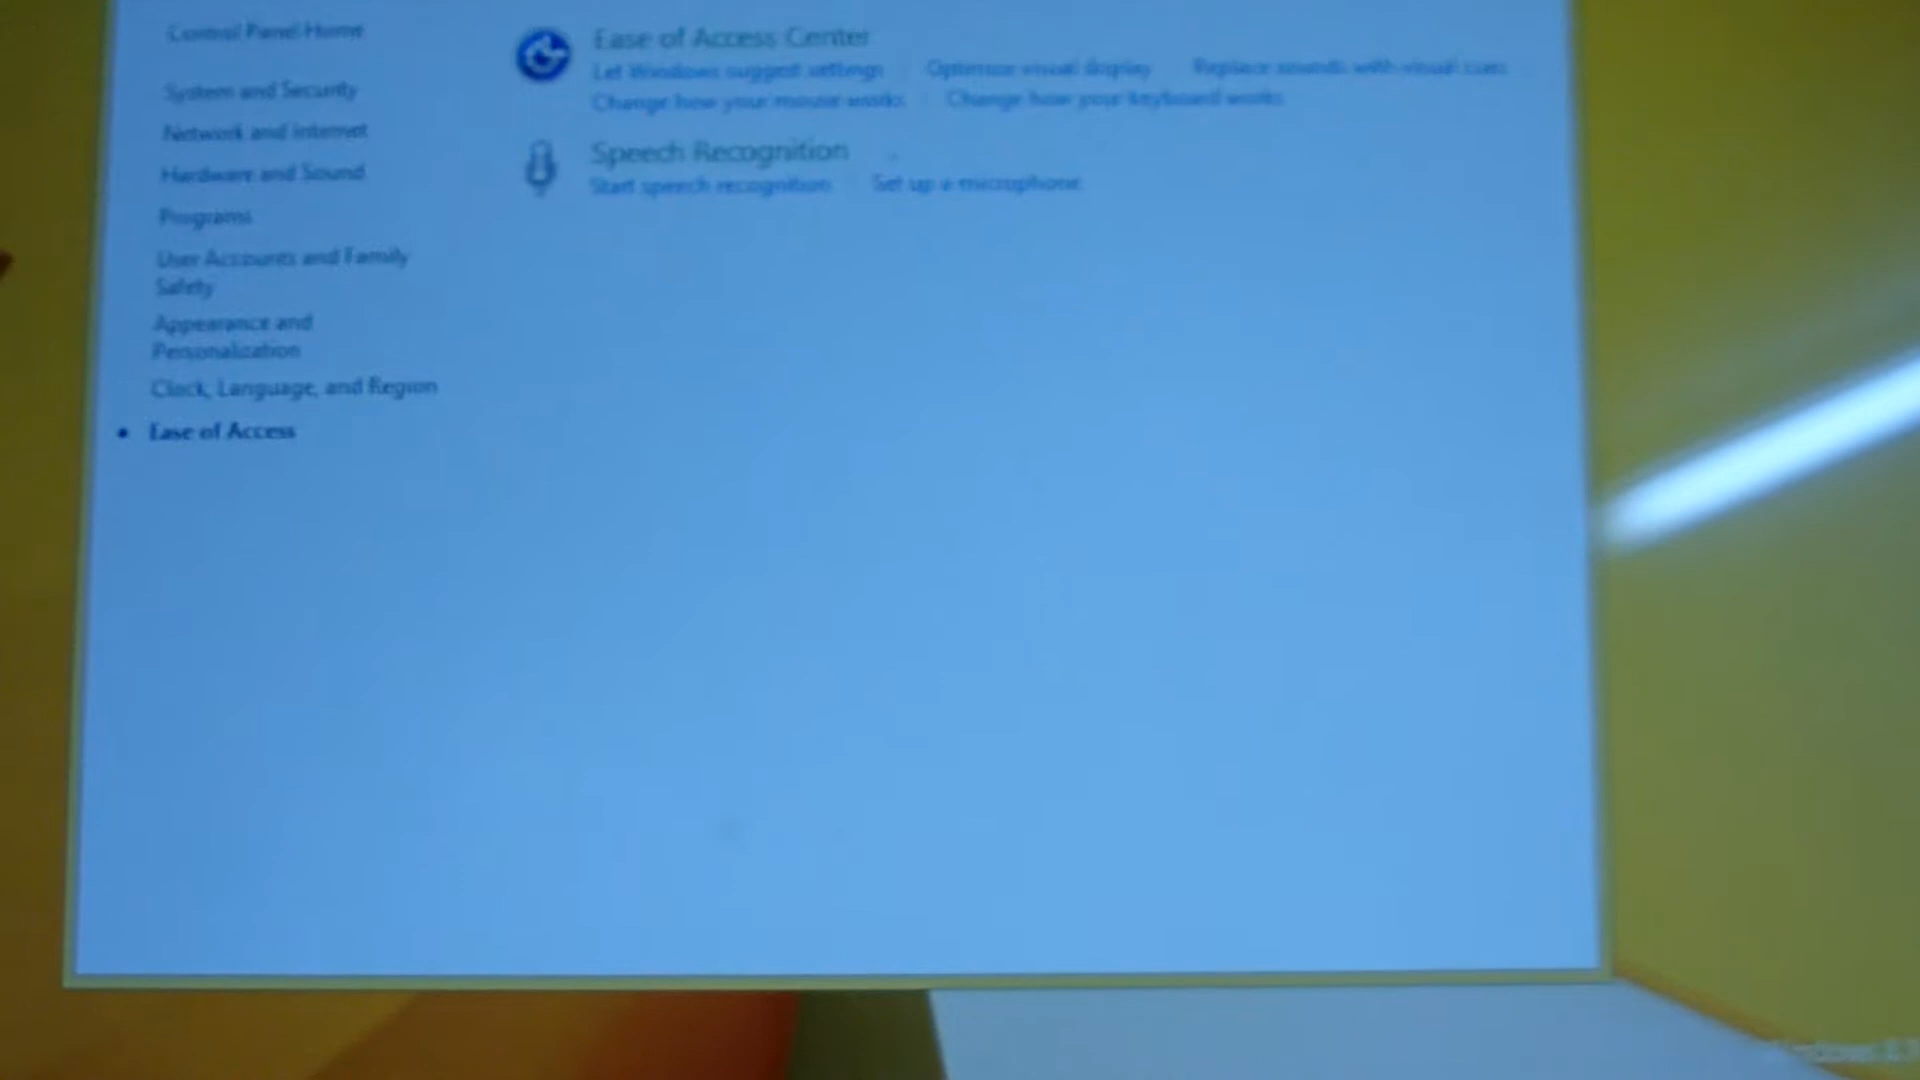 Control Panel Home
System and Security
Network and Internet
Hardware and Sound
Programs
User Accounts and Family
Safety
Appearance and
Personalization
Clock, Language, and Region
Ease of Access
Ease of Access Center
Let Windows suggest settings Optimize visual display Replace sounds with visual cues
Change how your mouse works Change how your keyboard works
Speech Recognition
Start speech recognition Set up a microphone